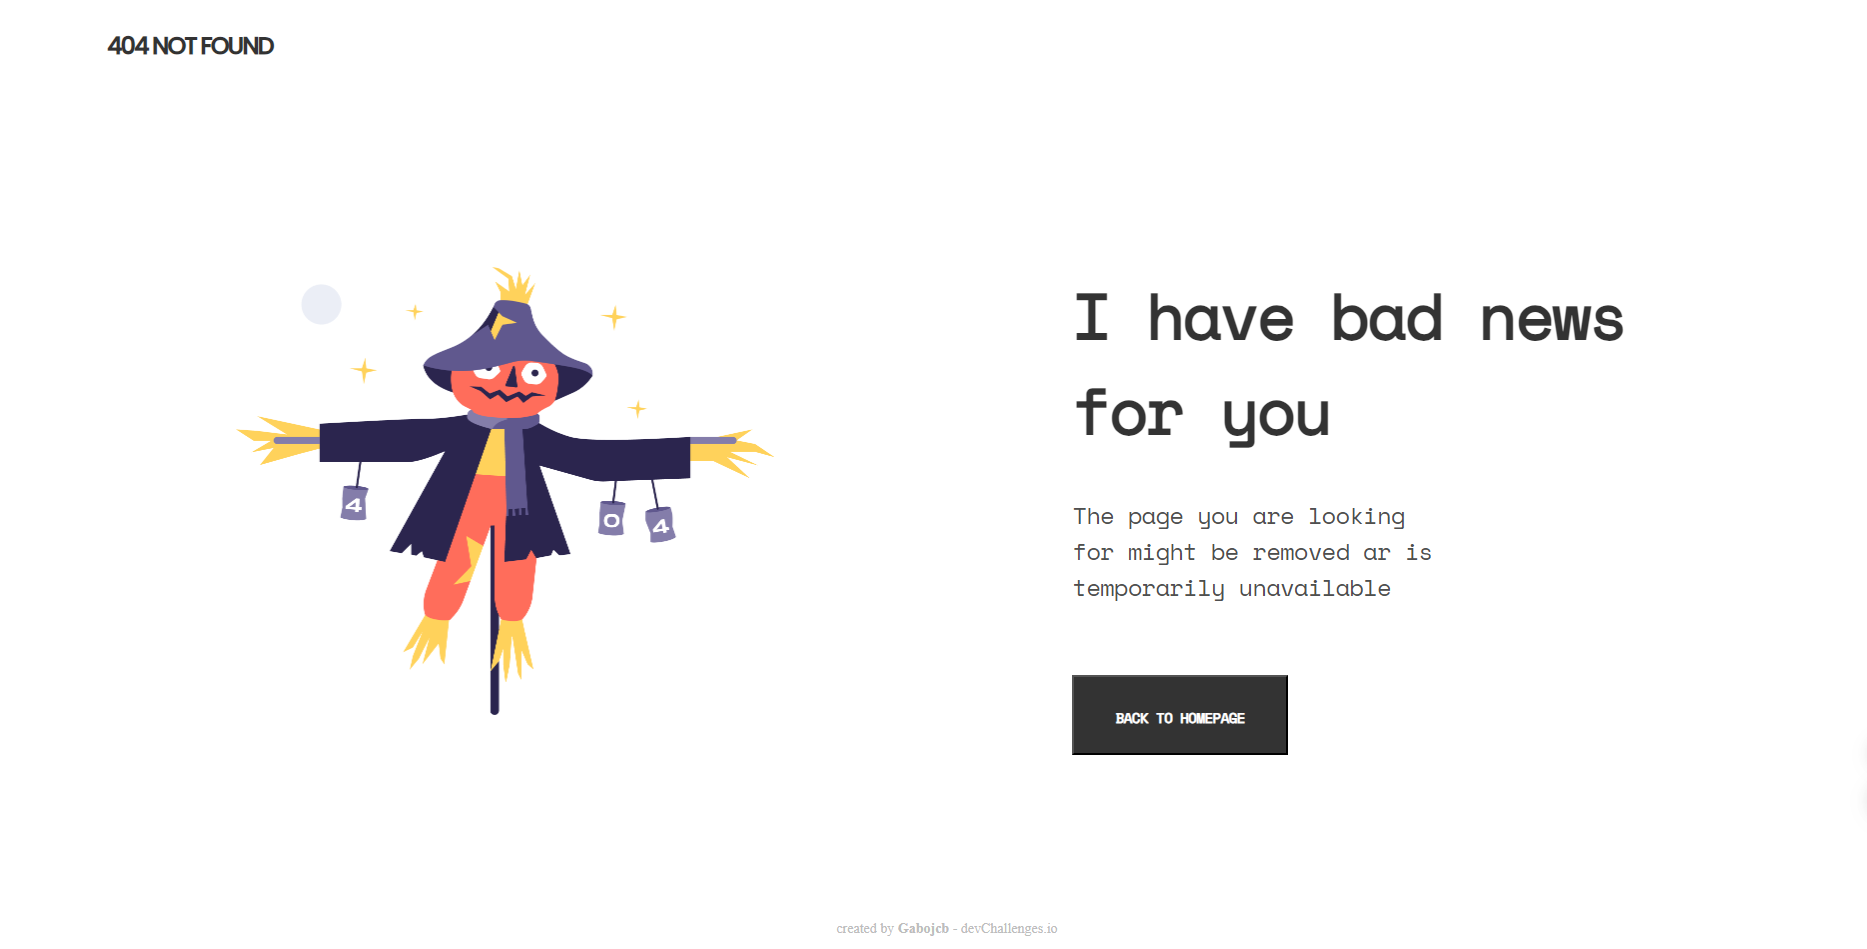 404 NOT FOUND
4
0
4
I have bad news
for you
The page you are looking
for might be removed ar is
temporarily unavailable
BACK TO HOMEPAGE
created by Gabojcb - devChallenges.io